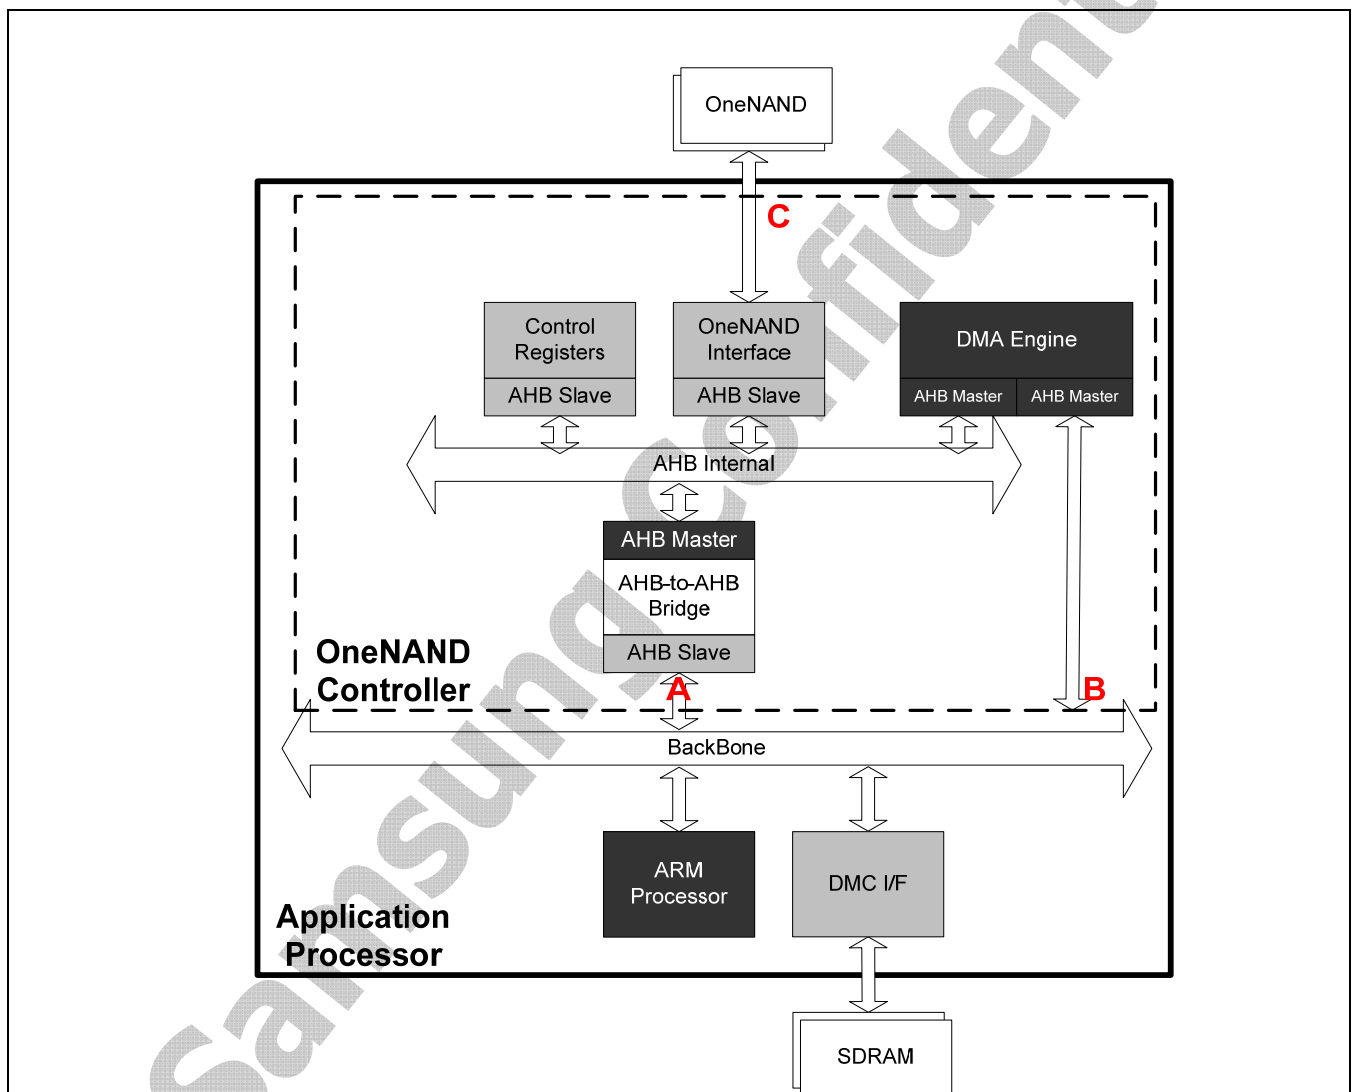 OneNAND
C
Control
Registers
AHB Slave
OneNAND
Interface
AHB Slave
DMA Engine
AHB Master
AHB Master
AHB Internal
AHB Master
AHB-to-AHB
Bridge
AHB Slave
OneNAND
Controller
A
B
BackBone
ARM
Processor
DMC I/F
Application
Processor
SDRAM
Samsung Confident